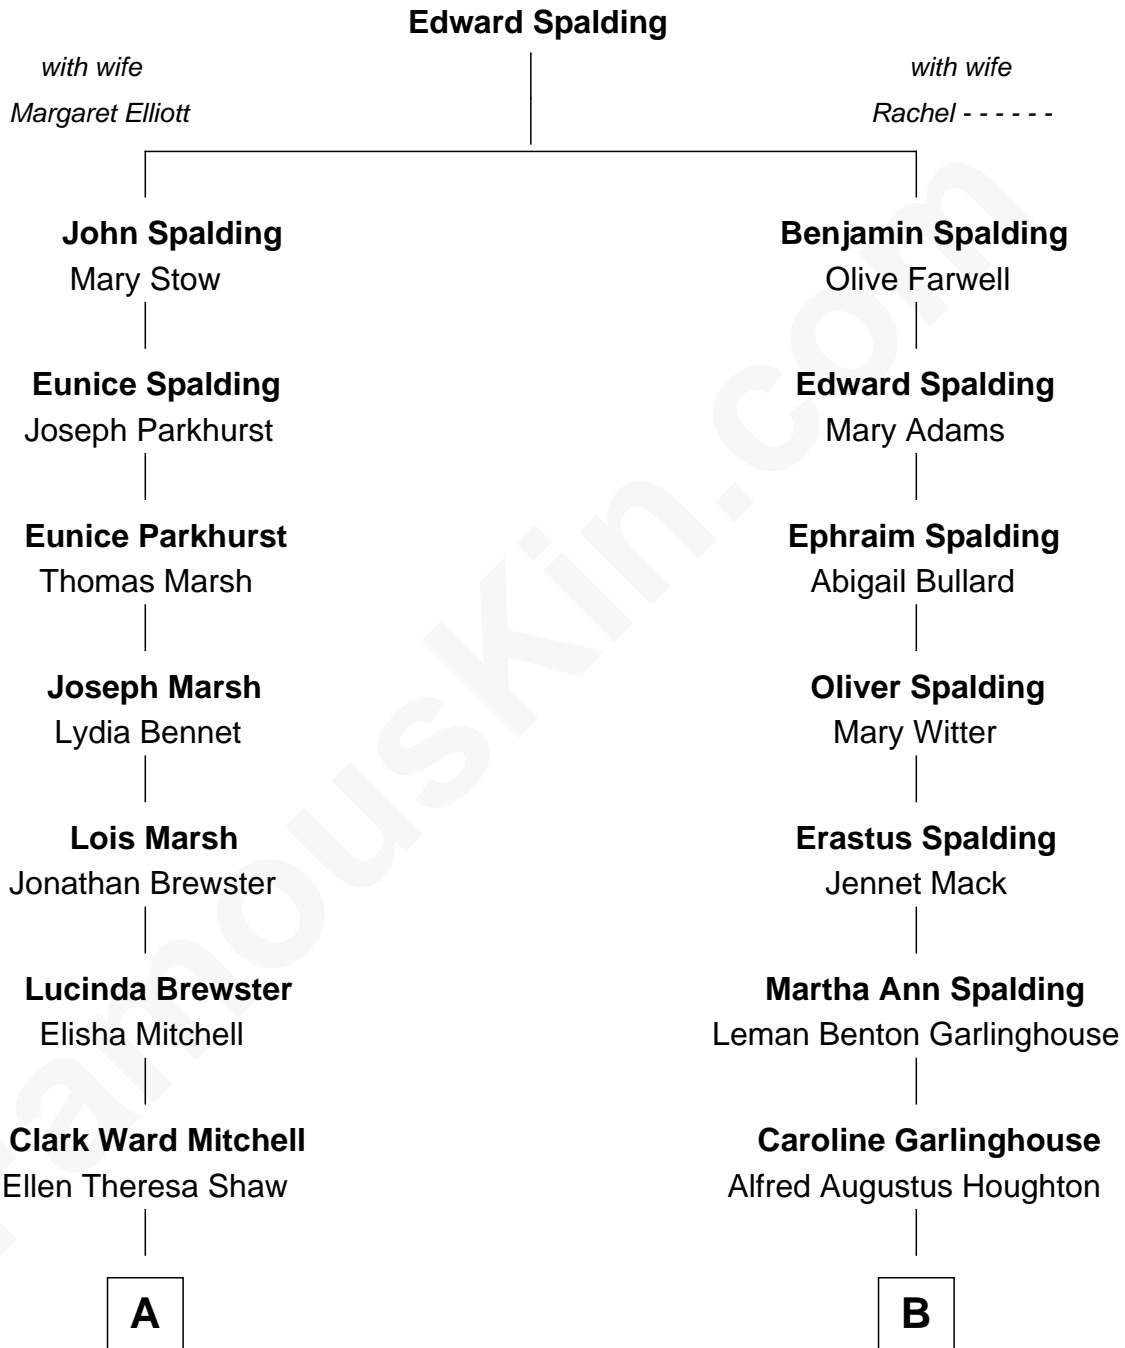 Edward Spalding
with wife
Margaret Elliott
with wife
Rachel - - - - - -
John Spalding
Mary Stow
Benjamin Spalding
Olive Farwell
Eunice Spalding
Joseph Parkhurst
Edward Spalding
Mary Adams
Eunice Parkhurst
Thomas Marsh
Ephraim Spalding
Abigail Bullard
Joseph Marsh
Lydia Bennet
Oliver Spalding
Mary Witter
Lois Marsh
Jonathan Brewster
Erastus Spalding
Jennet Mack
Lucinda Brewster
Elisha Mitchell
Martha Ann Spalding
Leman Benton Garlinghouse
Clark Ward Mitchell
Ellen Theresa Shaw
Caroline Garlinghouse
Alfred Augustus Houghton
A
B
FamousKin.com